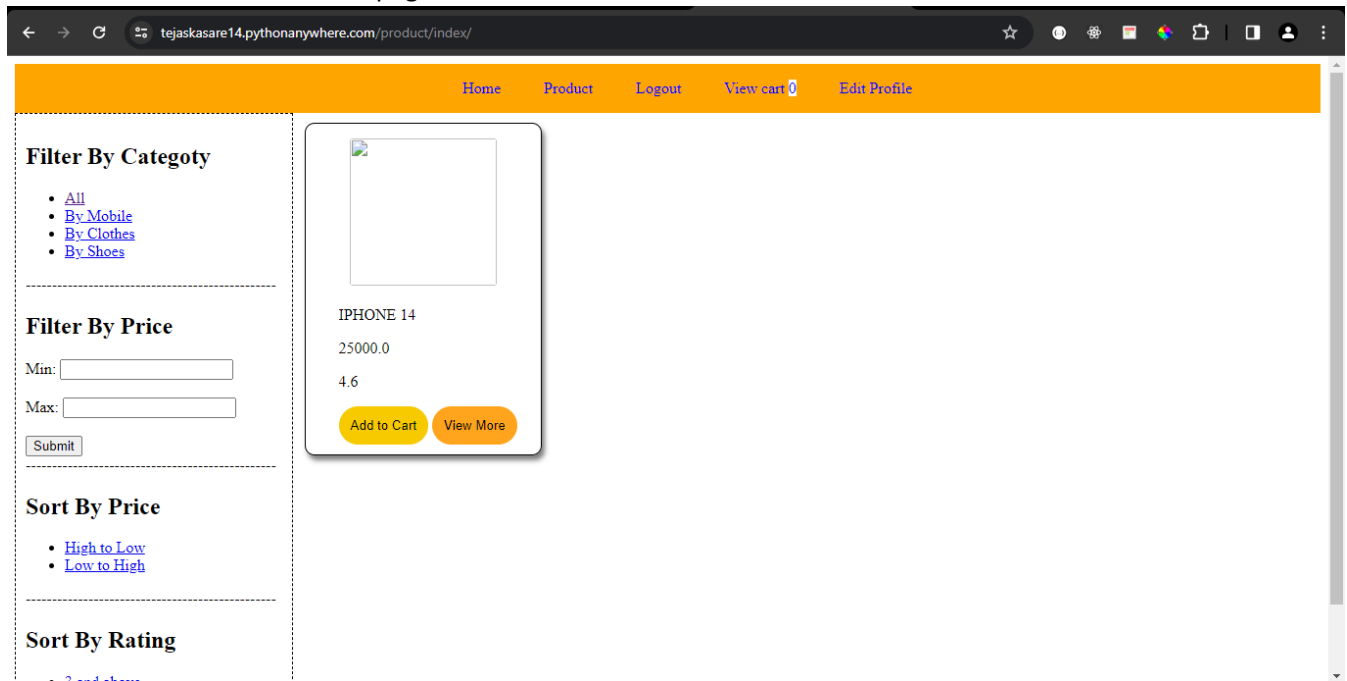 tejaskasare14.pythonanywhere.com/product/index/
Home Product Logout View cart 0 Edit Profile
Filter By Categoty
All
By Mobile
By Clothes
By Shoes
------------------------------------------------
Filter By Price
Min:
Max:
Submit
------------------------------------------------
Sort By Price
High to Low
Low to High
------------------------------------------------
Sort By Rating
IPHONE 14
25000.0
4.6
Add to Cart View More